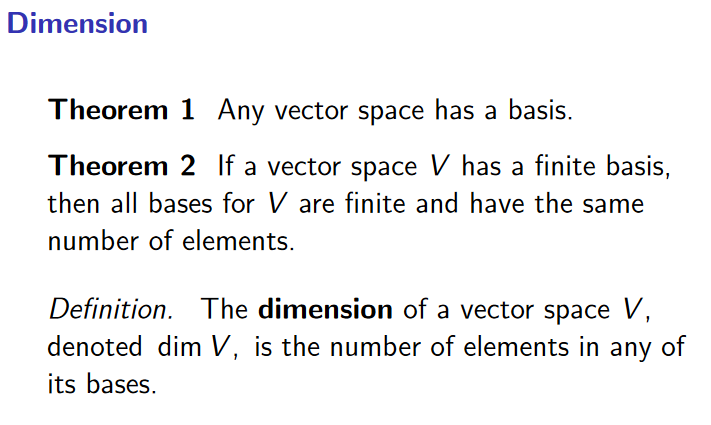 Dimension
Theorem 1 Any vector space has a basis.
Theorem 2 If a vector space V has a finite basis,
then all bases for V are finite and have the same
number of elements.
Definition. The dimension of a vector space V,
denoted dim V, is the number of elements in any of
its bases.